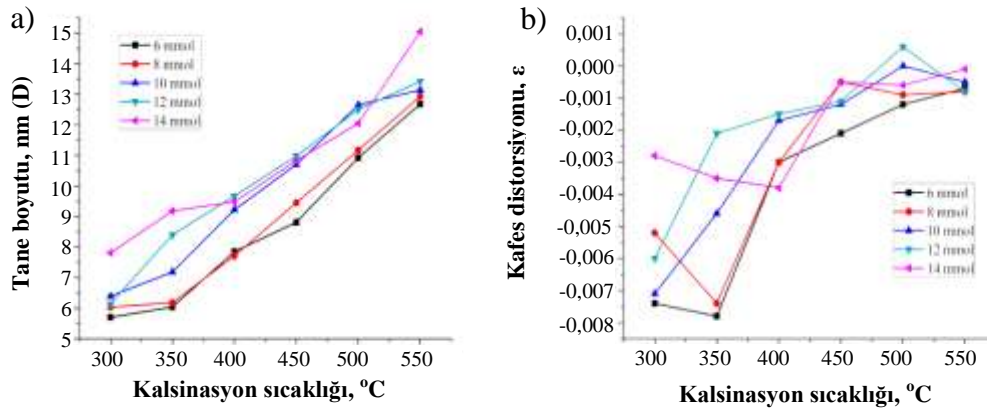 a)
Tane boyutu, nm (D)
15
14
13
12
11
10
9
8
7
6
5
6 mmol
8 mmol
10 mmol
12 mmol
14 mmol
300 350 400 450 500 550
Kalsinasyon sıcaklığı, °C
b)
Kafes distorsiyonu, ε
0,000
-0,001
-0,002
-0,003
-0,004
-0,005
-0,006
-0,007
-0,008
6 mmol
8 mmol
10 mmol
12 mmol
14 mmol
300 350 400 450 500 550
Kalsinasyon sıcaklığı, °C